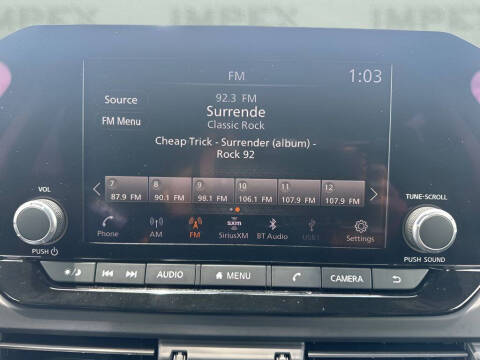 IMPEX
IMPEX
FM
1:03
Source
92.3 FM
Surrende
Classic Rock
FM Menu
Cheap Trick - Surrender (album) -
Rock 92
7 8 9 10 11 12
87.9 FM 90.1 FM 98.1 FM 106.1 FM 107.9 FM 107.9 FM
VOL
TUNE-SCROLL
Phone AM FM SiriusXM BT Audio USB1 Settings
sxm
PUSH
PUSH SOUND
AUDIO MENU CAMERA